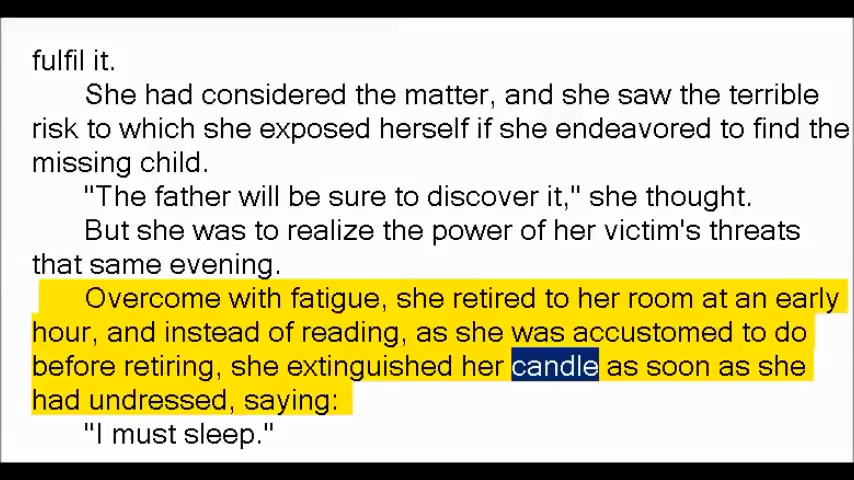 fulfil it.
She had considered the matter, and she saw the terrible
risk to which she exposed herself if she endeavored to find the
missing child.
"The father will be sure to discover it," she thought.
But she was to realize the power of her victim's threats
that same evening.
Overcome with fatigue, she retired to her room at an early
hour, and instead of reading, as she was accustomed to do
before retiring, she extinguished her candle as soon as she
had undressed, saying:
"I must sleep."